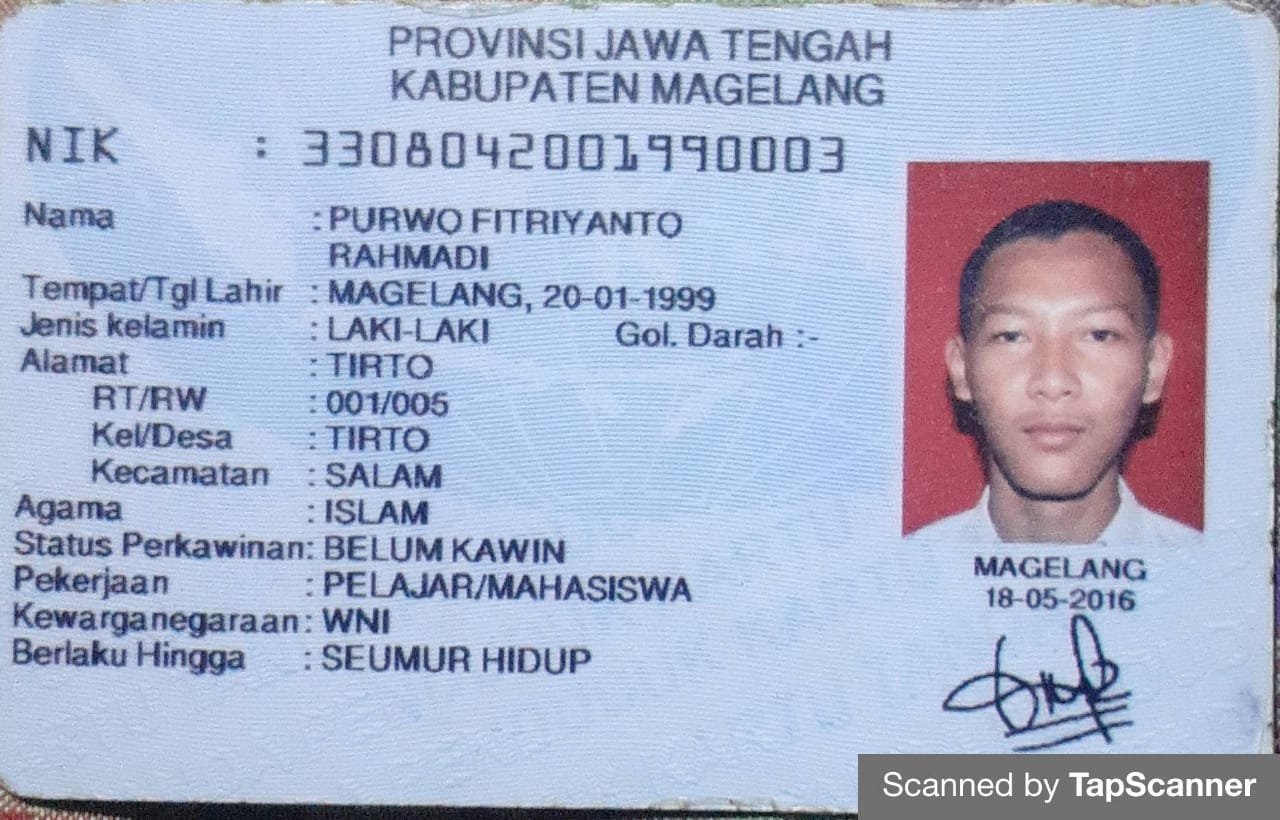 PROVINSI JAWA TENGAH
KABUPATEN MAGELANG
NIK : 3308042001990003
Nama : PURWO FITRIYANTO
RAHMADI
Tempat/Tgl Lahir : MAGELANG, 20-01-1999
Jenis kelamin : LAKI-LAKI Gol. Darah :-
Alamat : TIRTO
RT/RW : 001/005
Kel/Desa : TIRTO
Kecamatan : SALAM
Agama : ISLAM
Status Perkawinan: BELUM KAWIN
Pekerjaan : PELAJAR/MAHASISWA
Kewarganegaraan: WNI
Berlaku Hingga : SEUMUR HIDUP
MAGELANG
18-05-2016
Scanned by TapScanner